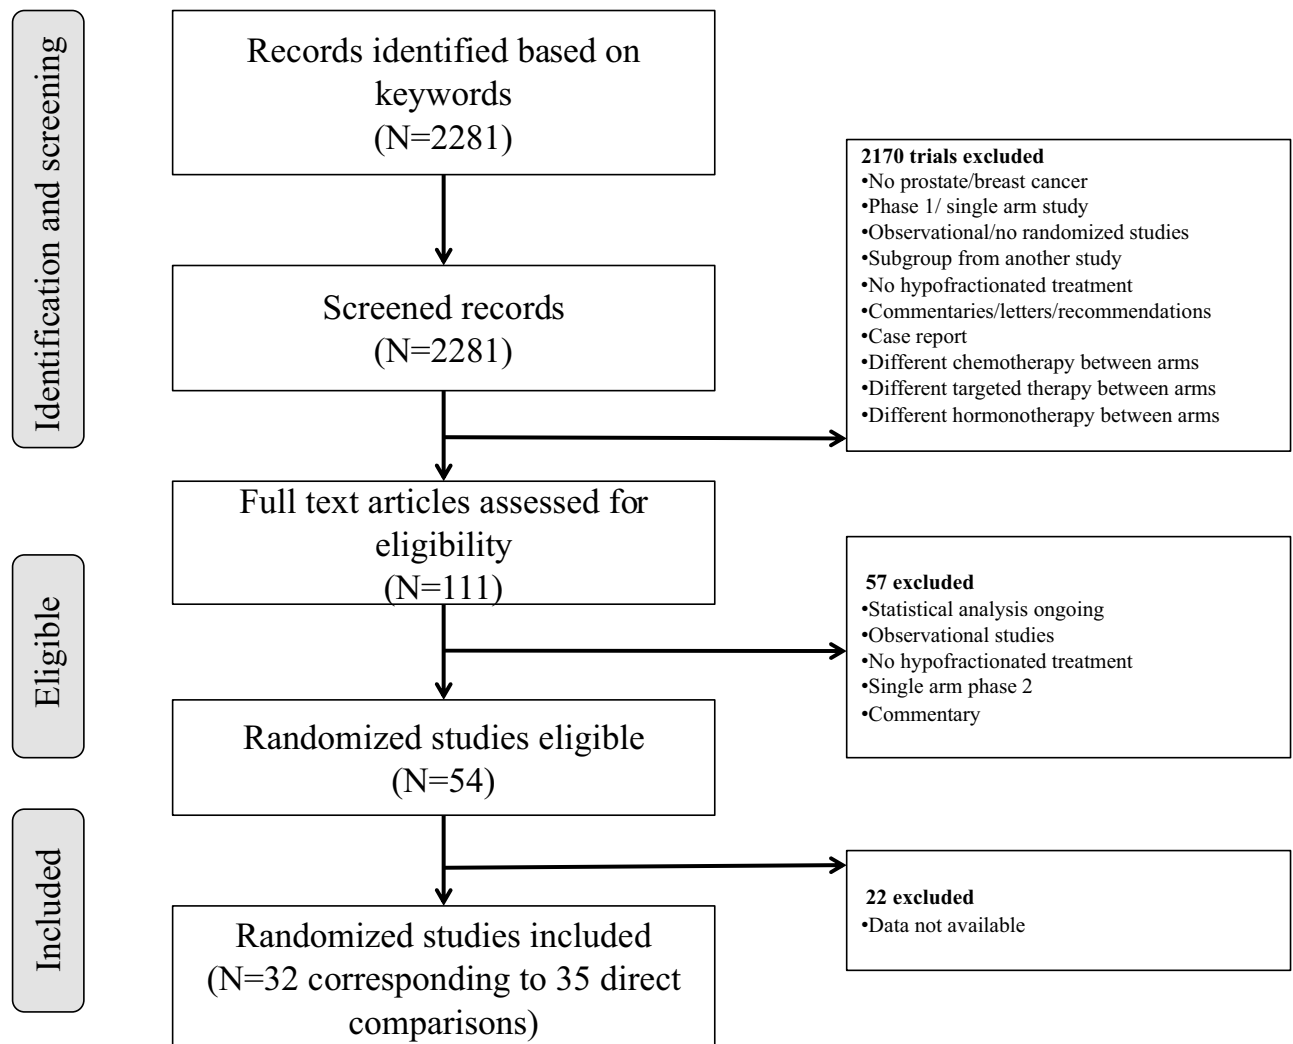 Identification and screening
Records identified based on
keywords
(N=2281)
2170 trials excluded
•No prostate/breast cancer
•Phase 1/ single arm study
•Observational/no randomized studies
•Subgroup from another study
•No hypofractionated treatment
•Commentaries/letters/recommendations
•Case report
•Different chemotherapy between arms
•Different targeted therapy between arms
•Different hormonotherapy between arms
Screened records
(N=2281)
Eligible
Full text articles assessed for
eligibility
(N=111)
57 excluded
•Statistical analysis ongoing
•Observational studies
•No hypofractionated treatment
•Single arm phase 2
•Commentary
Randomized studies eligible
(N=54)
Included
22 excluded
•Data not available
Randomized studies included
(N=32 corresponding to 35 direct
comparisons)